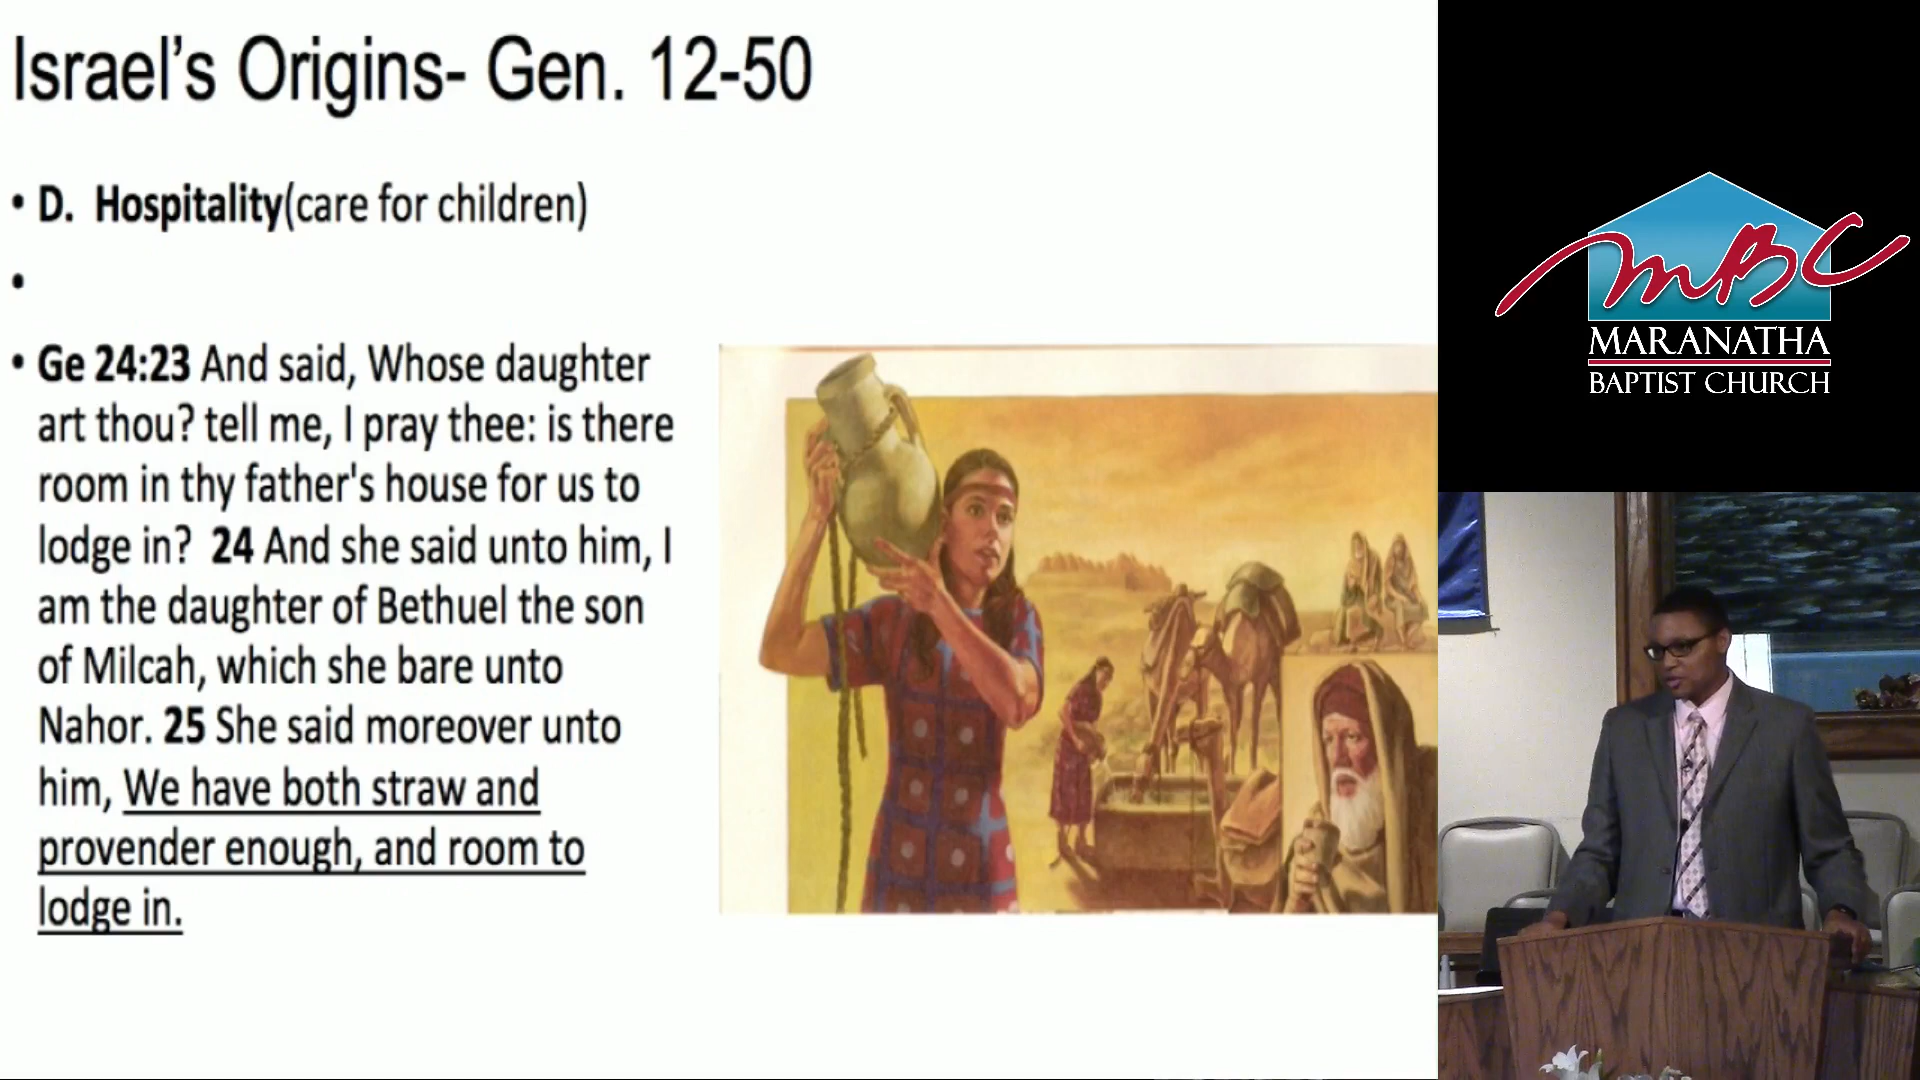 Israel's Origins- Gen. 12-50
• D. Hospitality(care for children)
•
• Ge 24:23 And said, Whose daughter
art thou? tell me, I pray thee: is there
room in thy father's house for us to
lodge in? 24 And she said unto him, I
am the daughter of Bethuel the son
of Milcah, which she bare unto
Nahor. 25 She said moreover unto
him, We have both straw and
provender enough, and room to
lodge in.
MBC
MARANATHA
BAPTIST CHURCH